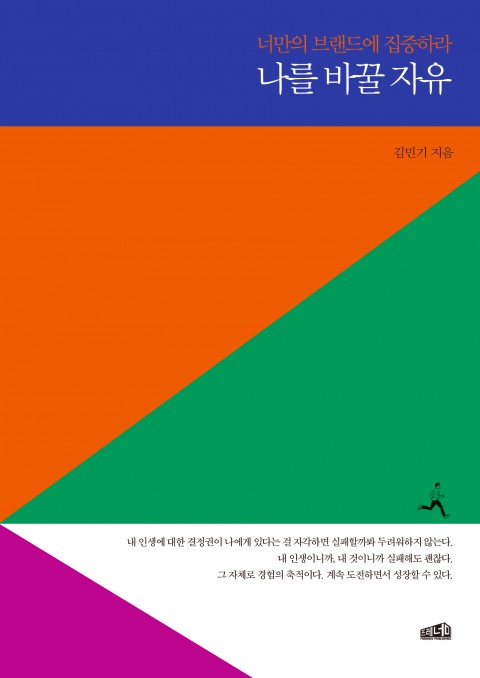 너만의 브랜드에 집중하라
나를 바꿀 자유
김민기 지음
내 인생에 대한 결정권이 나에게 있다는 걸 자각하면 실패할까봐 두려워하지 않는다.
내 인생이니까, 내 것이니까 실패해도 괜찮다.
그 자체로 경험의 축적이다. 계속 도전하면서 성장할 수 있다.
프레너미